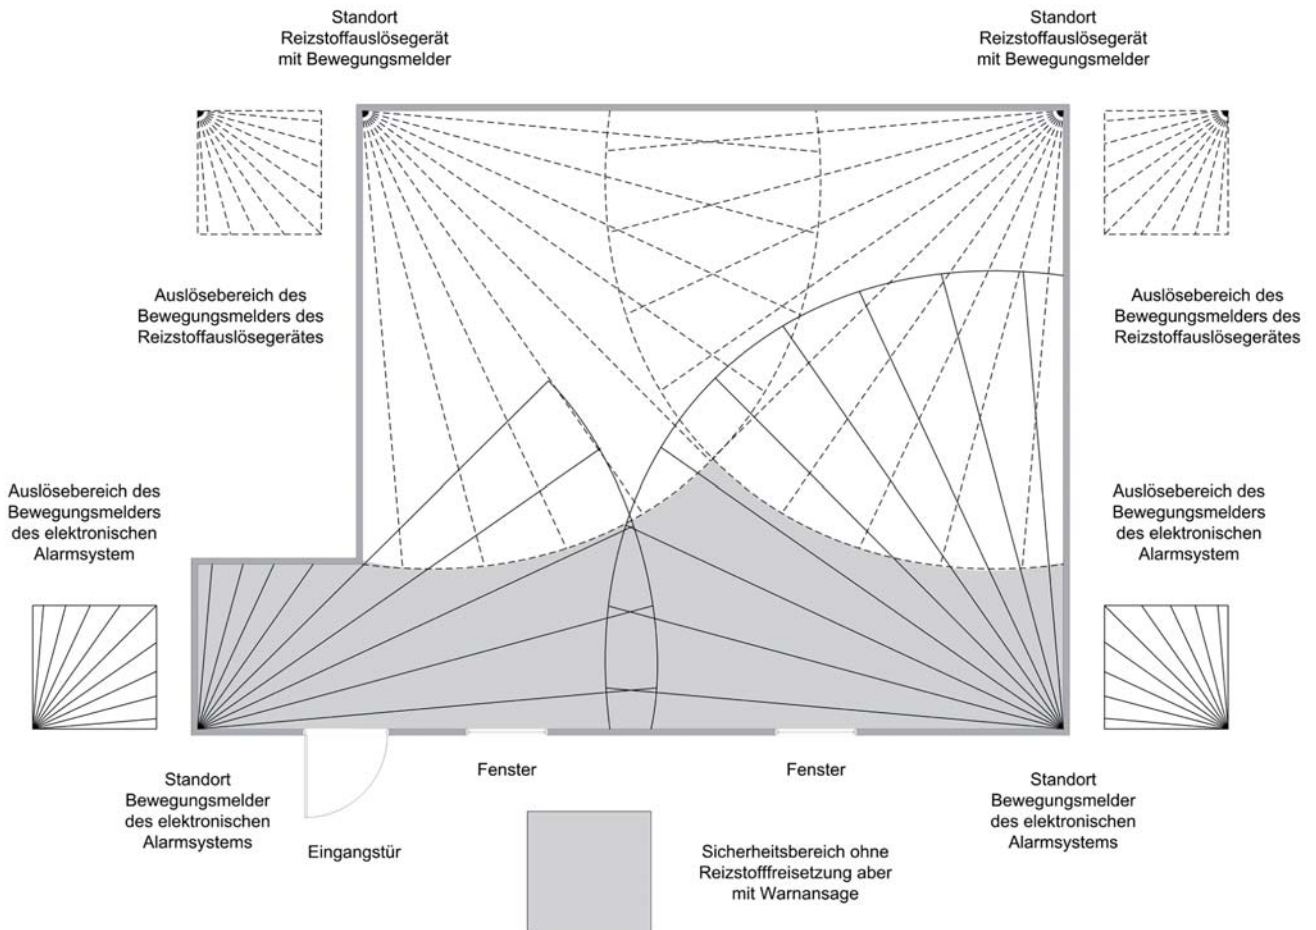 Standort
Reizstoffauslösegerät
mit Bewegungsmelder
Standort
Reizstoffauslösegerät
mit Bewegungsmelder
Auslösebereich des
Bewegungsmelders des
Reizstoffauslösegerätes
Auslösebereich des
Bewegungsmelders des
Reizstoffauslösegerätes
Auslösebereich des
Bewegungsmelders
des elektronischen
Alarmsystem
Auslösebereich des
Bewegungsmelders
des elektronischen
Alarmsystem
Standort
Bewegungsmelder
des elektronischen
Alarmsystems
Eingangstür
Fenster
Fenster
Standort
Bewegungsmelder
des elektronischen
Alarmsystems
Sicherheitsbereich ohne
Reizstofffreisetzung aber
mit Warnansage